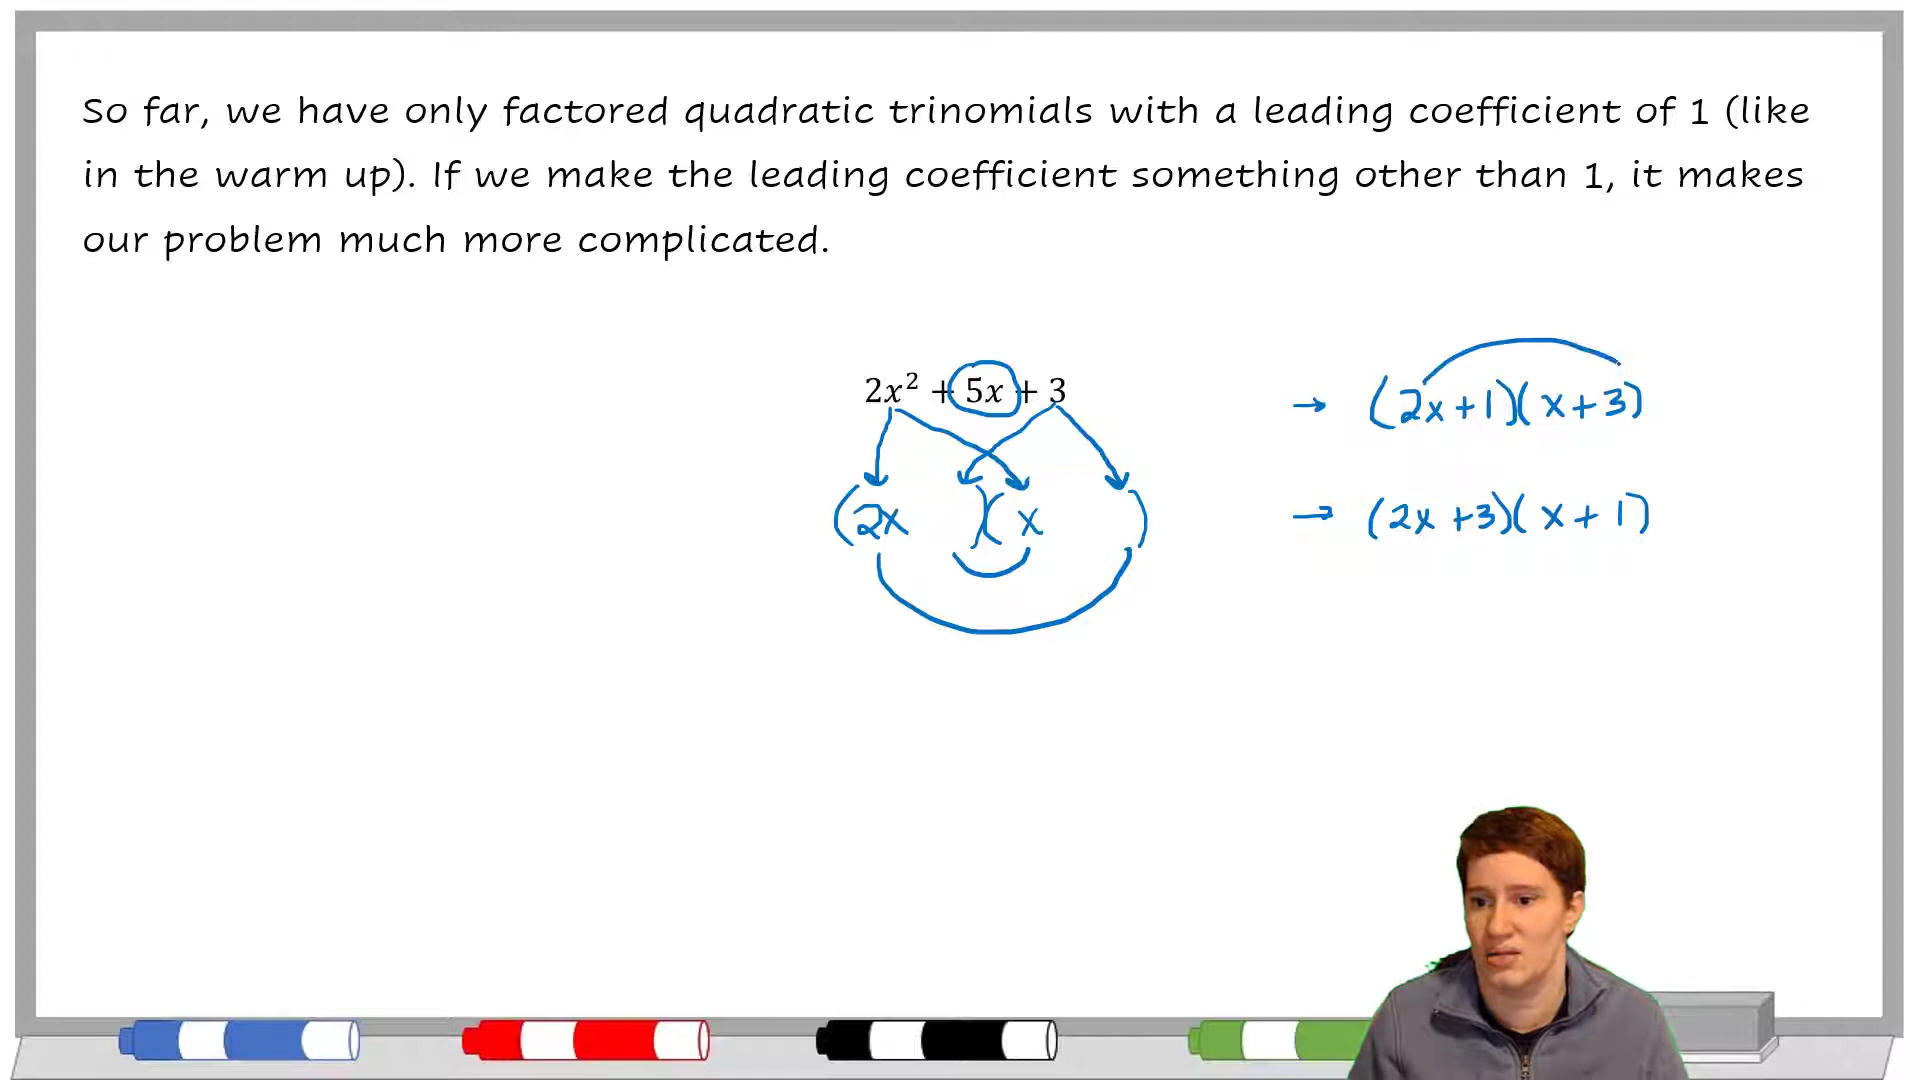 So far, we have only factored quadratic trinomials with a leading coefficient of 1 (like
in the warm up). If we make the leading coefficient something other than 1, it makes
our problem much more complicated.
2x² + 5x + 3
(2x )( x )
→ (2x+1)(x+3)
→ (2x +3)(x + 1)